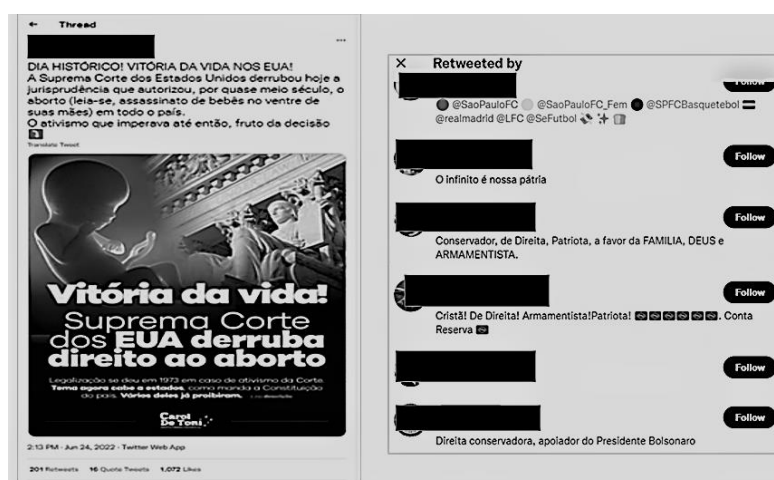 ← Thread
DIA HISTÓRICO! VITÓRIA DA VIDA NOS EUA!
A Suprema Corte dos Estados Unidos derrubou hoje a
jurisprudência que autorizou, por quase meio século, o
aborto (leia-se, assassinato de bebês no ventre de
suas mães) em todo o país.
O ativismo que imperava até então, fruto da decisão
Translate Tweet
Vitória da vida!
Suprema Corte
dos EUA derruba
direito ao aborto
Legalização se deu em 1973 em caso de ativismo da Corte.
Tema agora cabe a estados, como manda a Constituição
do país. Vários deles já proibiram.
Carol
De Toni
2:13 PM · Jun 24, 2022 · Twitter Web App
201 Retweets 16 Quote Tweets 1,072 Likes
× Retweeted by
Follow
@SaoPauloFC @SaoPauloFC_Fem @SPFCBasquetebol
@realmadrid @LFC @SeFutbol
Follow
O infinito é nossa pátria
Follow
Conservador, de Direita, Patriota, a favor da FAMILIA, DEUS e
ARMAMENTISTA.
Follow
Cristã! De Direita! Armamentista!Patriota! . Conta
Reserva
Follow
Follow
Direita conservadora, apoiador do Presidente Bolsonaro